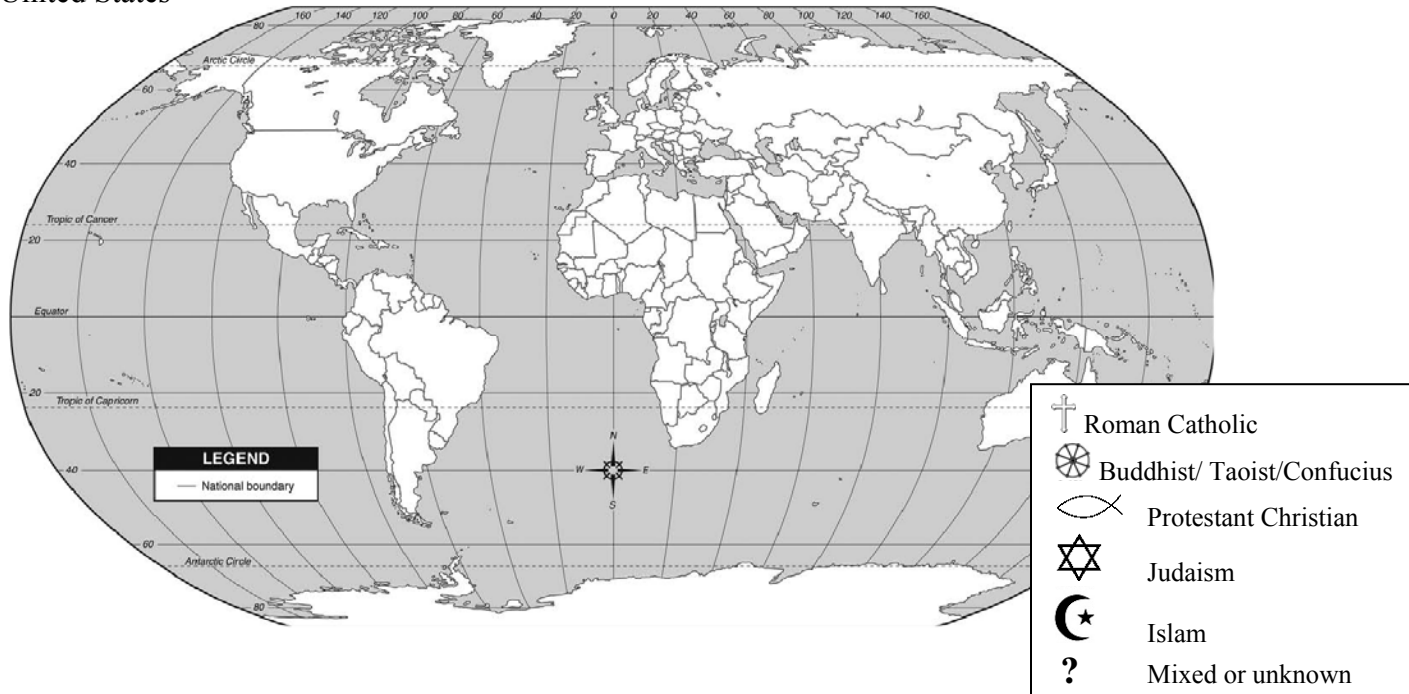 United States
160 140 120 100 80 60 40 20 0 20 40 60 80 100 120 140 160
80
Arctic Circle
60
40
Tropic of Cancer
20
Equator
20
Tropic of Capricorn
LEGEND
National boundary
40
N
W E
S
60
Antarctic Circle
80
Roman Catholic
Buddhist/ Taoist/Confucius
Protestant Christian
Judaism
Islam
? Mixed or unknown